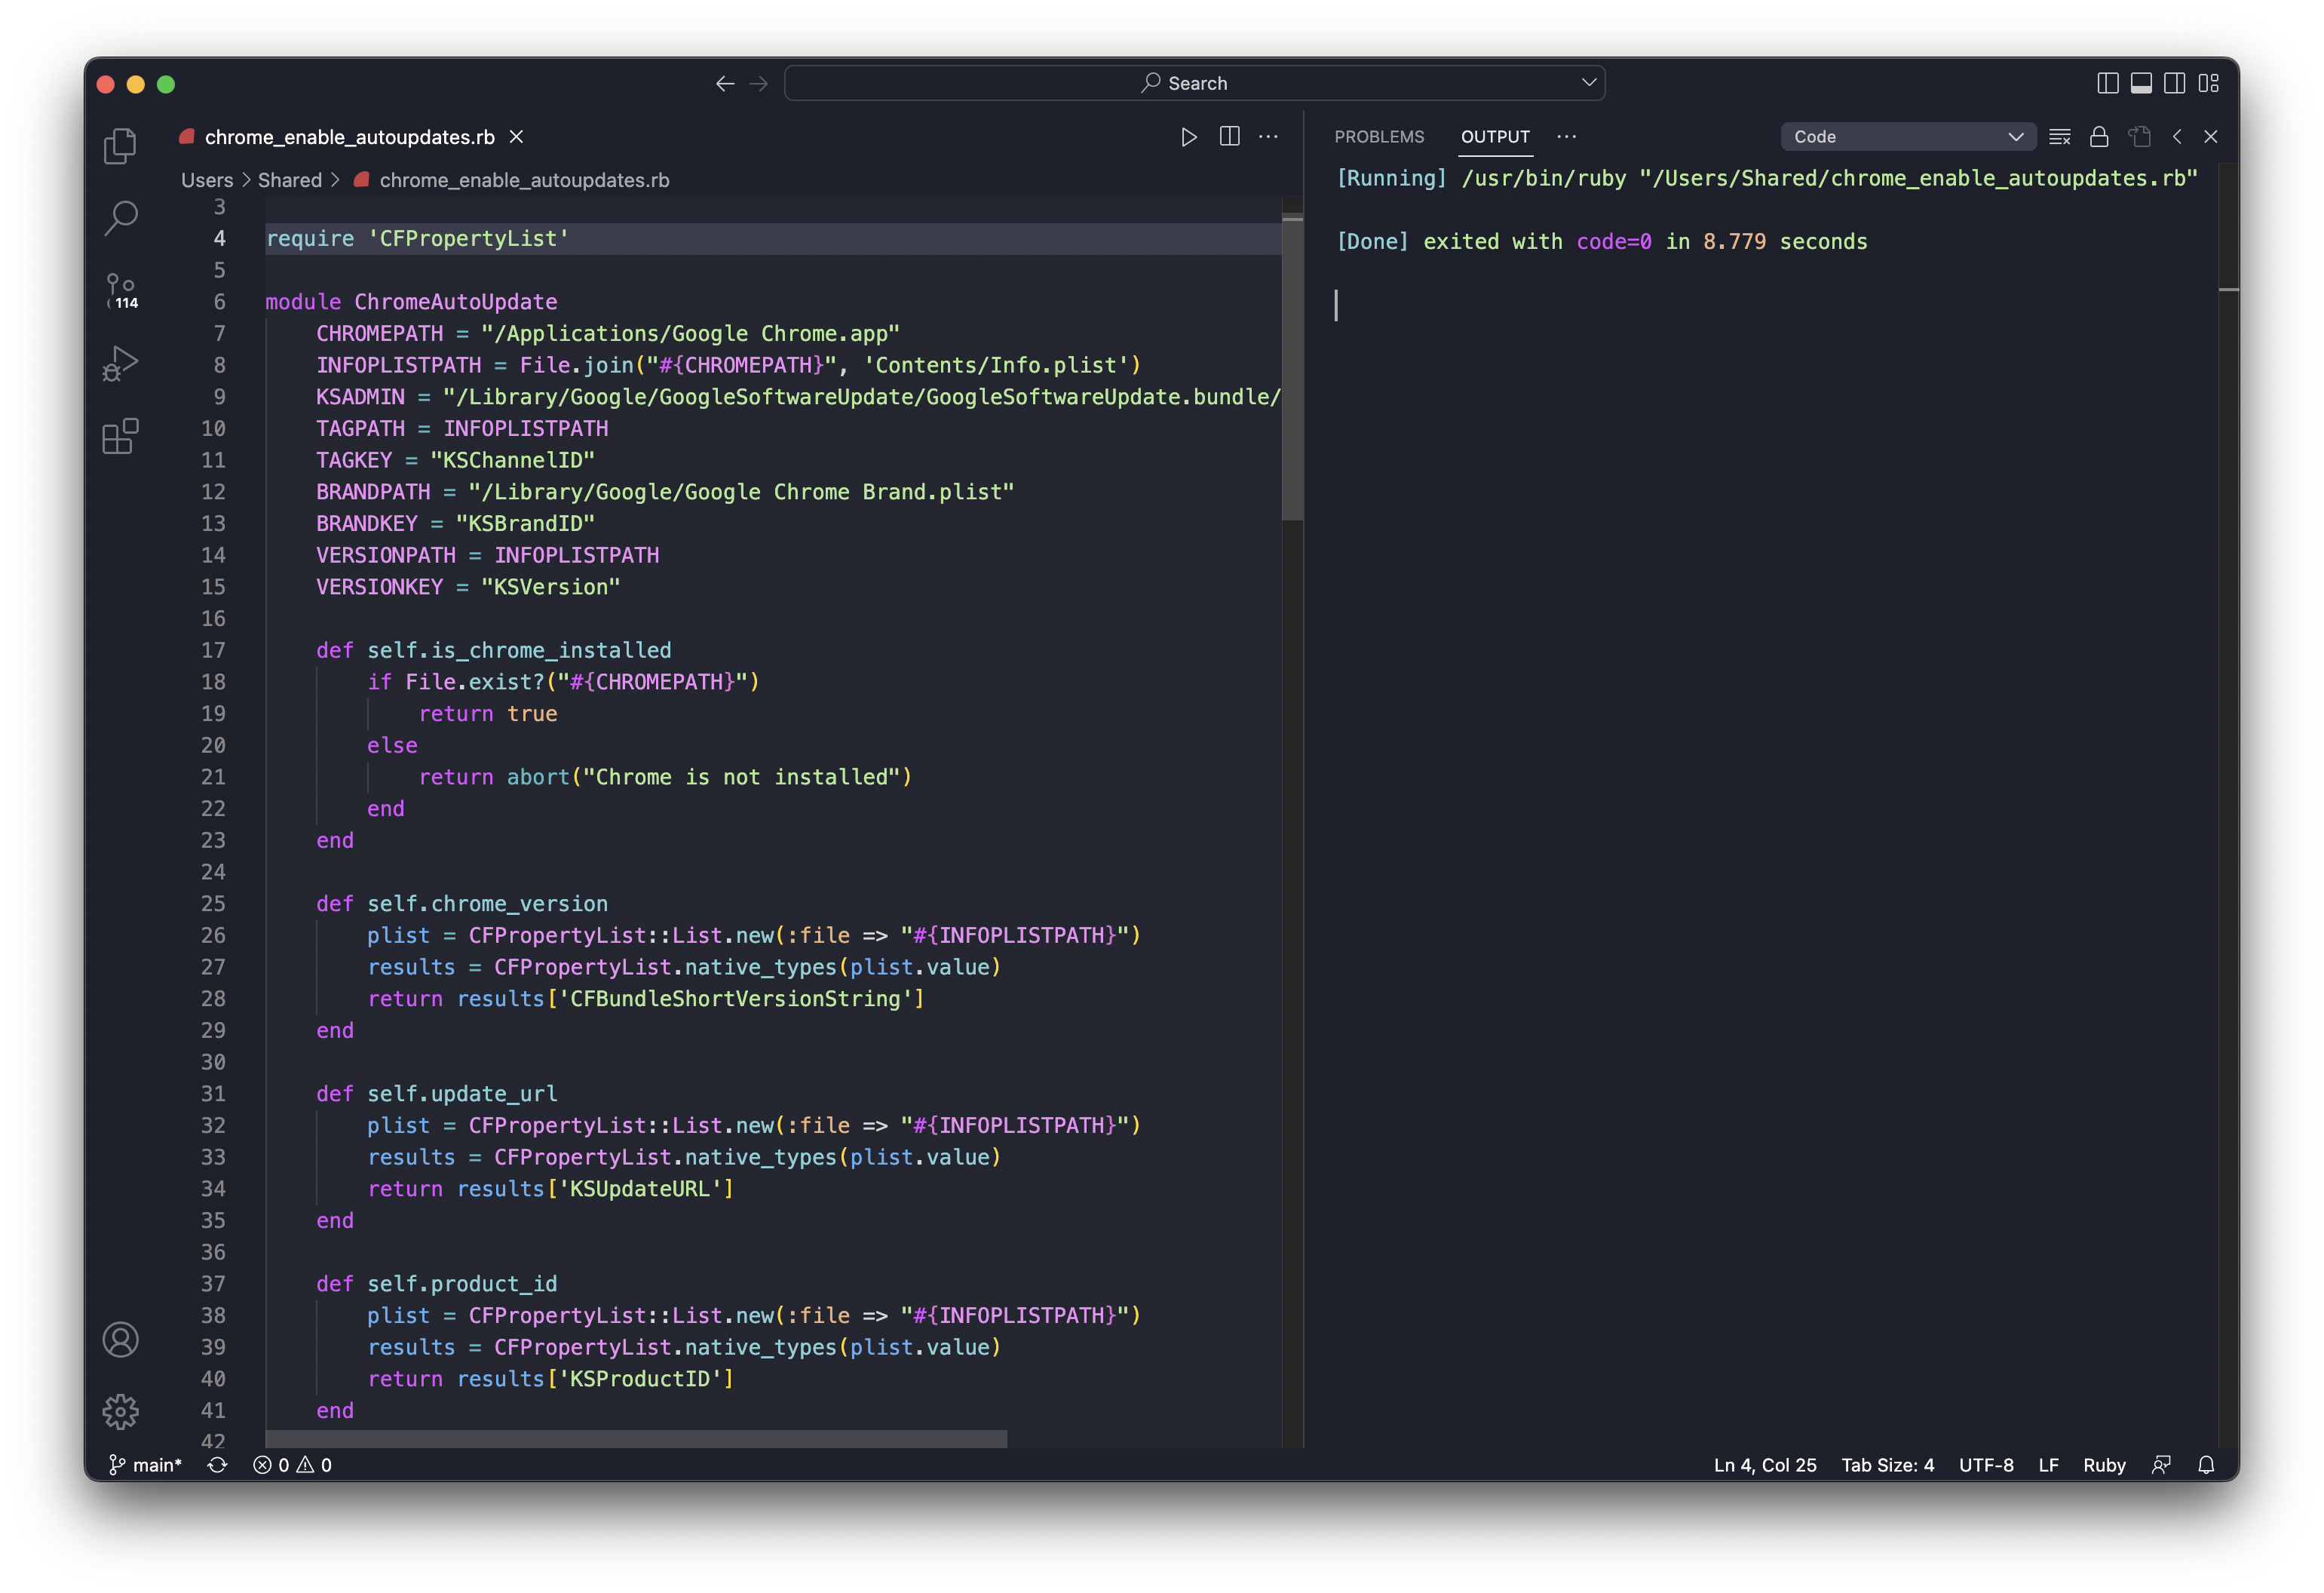 Search
chrome_enable_autoupdates.rb
Users > Shared > chrome_enable_autoupdates.rb
3
4 require 'CFPropertyList'
5
6 module ChromeAutoUpdate
7 CHROMEPATH = "/Applications/Google Chrome.app"
8 INFOPLISTPATH = File.join("#{CHROMEPATH}", 'Contents/Info.plist')
9 KSADMIN = "/Library/Google/GoogleSoftwareUpdate/GoogleSoftwareUpdate.bundle/
10 TAGPATH = INFOPLISTPATH
11 TAGKEY = "KSChannelID"
12 BRANDPATH = "/Library/Google/Google Chrome Brand.plist"
13 BRANDKEY = "KSBrandID"
14 VERSIONPATH = INFOPLISTPATH
15 VERSIONKEY = "KSVersion"
16
17 def self.is_chrome_installed
18 if File.exist?("#{CHROMEPATH}")
19 return true
20 else
21 return abort("Chrome is not installed")
22 end
23 end
24
25 def self.chrome_version
26 plist = CFPropertyList::List.new(:file => "#{INFOPLISTPATH}")
27 results = CFPropertyList.native_types(plist.value)
28 return results['CFBundleShortVersionString']
29 end
30
31 def self.update_url
32 plist = CFPropertyList::List.new(:file => "#{INFOPLISTPATH}")
33 results = CFPropertyList.native_types(plist.value)
34 return results['KSUpdateURL']
35 end
36
37 def self.product_id
38 plist = CFPropertyList::List.new(:file => "#{INFOPLISTPATH}")
39 results = CFPropertyList.native_types(plist.value)
40 return results['KSProductID']
41 end
42
114
PROBLEMS OUTPUT ··· Code
[Running] /usr/bin/ruby "/Users/Shared/chrome_enable_autoupdates.rb"
[Done] exited with code=0 in 8.779 seconds
main* 0 0 Ln 4, Col 25 Tab Size: 4 UTF-8 LF Ruby